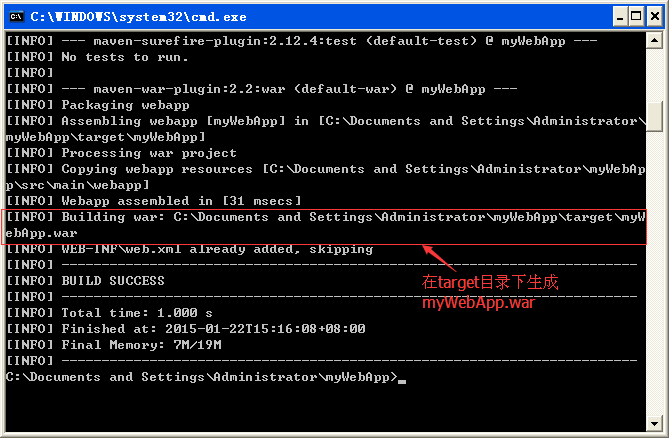 C:\WINDOWS\system32\cmd.exe
[INFO] --- maven-surefire-plugin:2.12.4:test (default-test) @ myWebApp ---
[INFO] No tests to run.
[INFO]
[INFO] --- maven-war-plugin:2.2:war (default-war) @ myWebApp ---
[INFO] Packaging webapp
[INFO] Assembling webapp [myWebApp] in [C:\Documents and Settings\Administrator\
myWebApp\target\myWebApp]
[INFO] Processing war project
[INFO] Copying webapp resources [C:\Documents and Settings\Administrator\myWebAp
p\src\main\webapp]
[INFO] Webapp assembled in [31 msecs]
[INFO] Building war: C:\Documents and Settings\Administrator\myWebApp\target\myW
ebApp.war
[INFO] WEB-INF\web.xml already added, skipping
[INFO] ------------------------------------------------------------------------
[INFO] BUILD SUCCESS
[INFO] ------------------------------------------------------------------------
[INFO] Total time: 1.000 s
[INFO] Finished at: 2015-01-22T15:16:08+08:00
[INFO] Final Memory: 7M/19M
[INFO] ------------------------------------------------------------------------
C:\Documents and Settings\Administrator\myWebApp>_
在target目录下生成
myWebApp.war